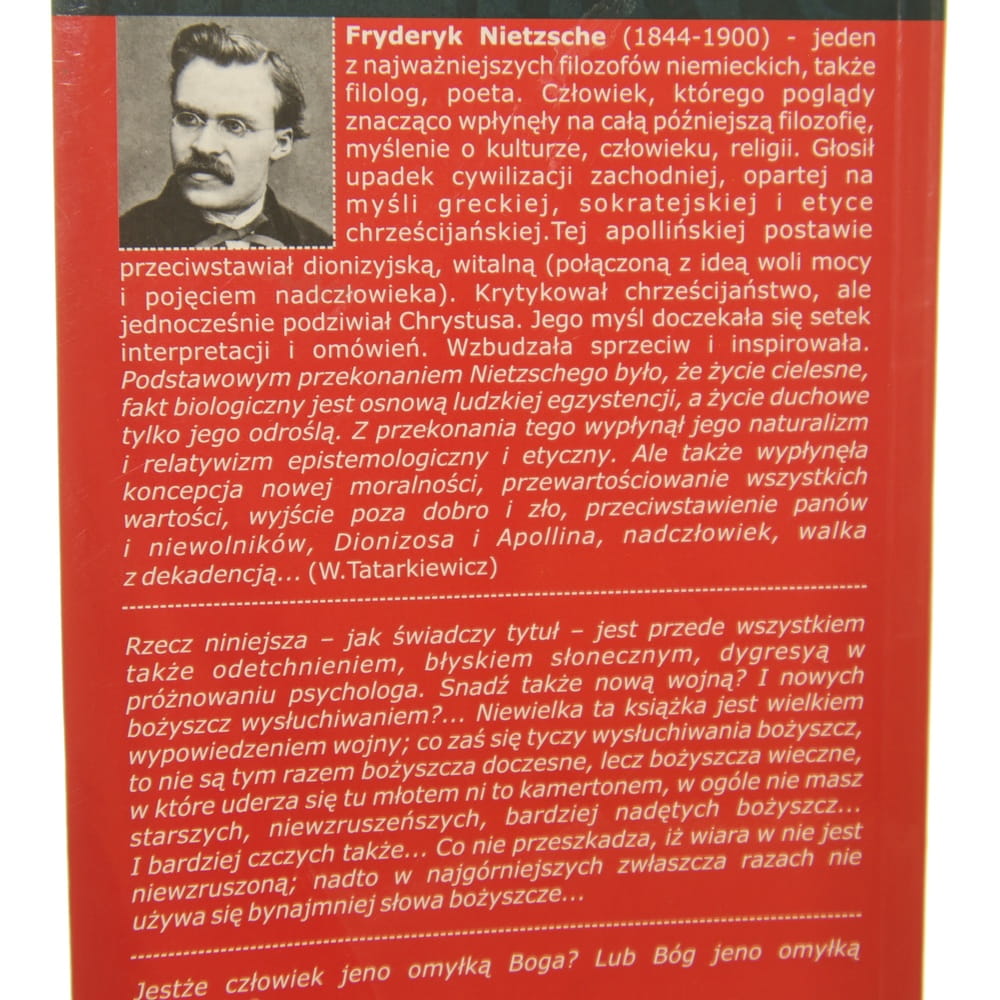 Fryderyk Nietzsche (1844-1900) - jeden
z najważniejszych filozofów niemieckich, także
filolog, poeta. Człowiek, którego poglądy
znacząco wpłynęły na całą późniejszą filozofię,
myślenie o kulturze, człowieku, religii. Głosił
upadek cywilizacji zachodniej, opartej na
myśli greckiej, sokratejskiej i etyce
chrześcijańskiej.Tej apollińskiej postawie
przeciwstawiał dionizyjską, witalną (połączoną z ideą woli mocy
i pojęciem nadczłowieka). Krytykował chrześcijaństwo, ale
jednocześnie podziwiał Chrystusa. Jego myśl doczekała się setek
interpretacji i omówień. Wzbudzała sprzeciw i inspirowała.
Podstawowym przekonaniem Nietzschego było, że życie cielesne,
fakt biologiczny jest osnową ludzkiej egzystencji, a życie duchowe
tylko jego odroślą. Z przekonania tego wypłynął jego naturalizm
i relatywizm epistemologiczny i etyczny. Ale także wypłynęła
koncepcja nowej moralności, przewartościowanie wszystkich
wartości, wyjście poza dobro i zło, przeciwstawienie panów
i niewolników, Dionizosa i Apollina, nadczłowiek, walka
z dekadencją... (W.Tatarkiewicz)
Rzecz niniejsza – jak świadczy tytuł – jest przede wszystkiem
także odetchnieniem, błyskiem słonecznym, dygresyą w
próżnowaniu psychologa. Snadź także nową wojną? I nowych
bożyszcz wysłuchiwaniem?... Niewielka ta książka jest wielkiem
wypowiedzeniem wojny; co zaś się tyczy wysłuchiwania bożyszcz,
to nie są tym razem bożyszcza doczesne, lecz bożyszcza wieczne,
w które uderza się tu młotem ni to kamertonem, w ogóle nie masz
starszych, niewzruszeńszych, bardziej nadętych bożyszcz...
I bardziej czczych także... Co nie przeszkadza, iż wiara w nie jest
niewzruszoną; nadto w najgórniejszych zwłaszcza razach nie
używa się bynajmniej słowa bożyszcze...
Jestże człowiek jeno omyłką Boga? Lub Bóg jeno omyłką